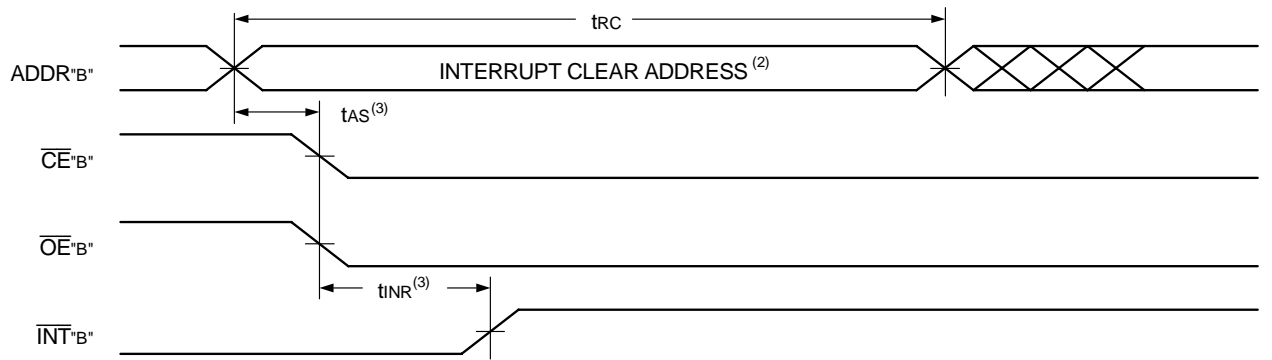 tRC
ADDR"B"
INTERRUPT CLEAR ADDRESS (2)
tAS(3)
CE"B"
OE"B"
tINR(3)
INT"B"